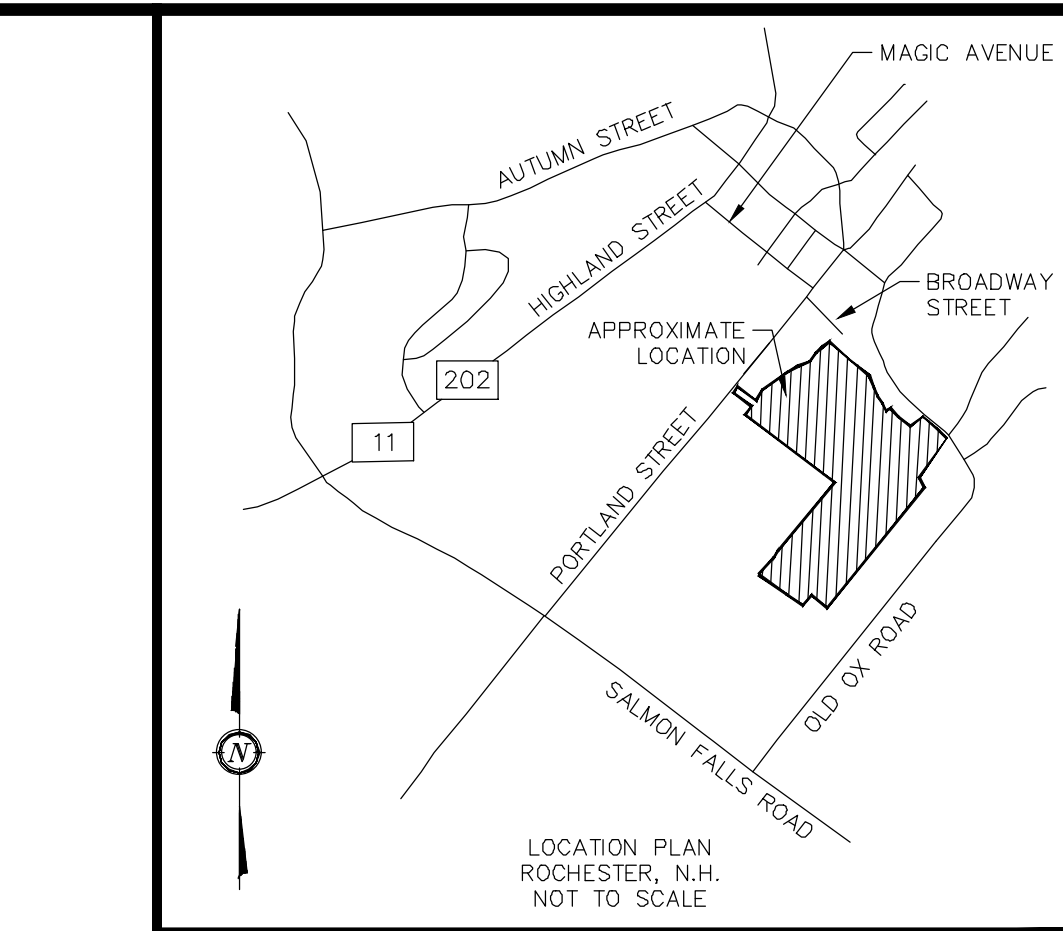 MAGIC AVENUE
AUTUMN STREET
HIGHLAND STREET
BROADWAY
STREET
APPROXIMATE
LOCATION
202
11
PORTLAND STREET
OLD OX ROAD
SALMON FALLS ROAD
N
LOCATION PLAN
ROCHESTER, N.H.
NOT TO SCALE